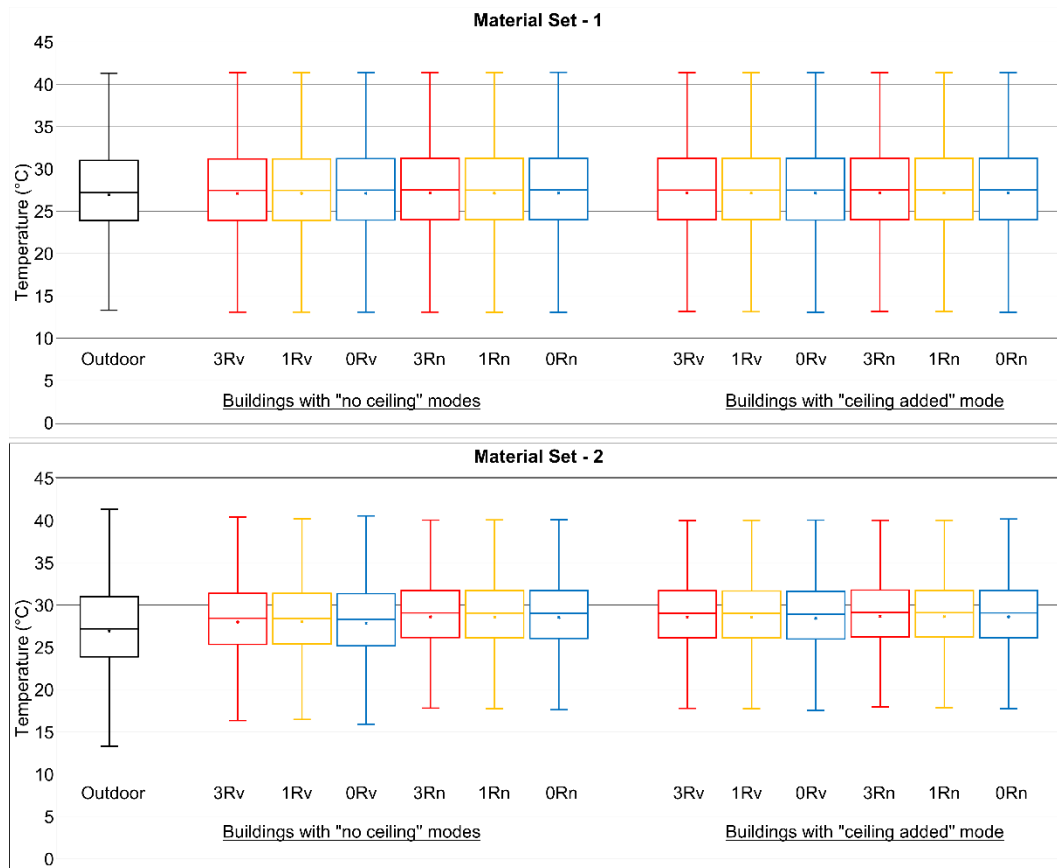 Material Set - 1
45
40
35
30
25
20
15
10
5
0
Temperature (°C)
Outdoor 3Rv 1Rv 0Rv 3Rn 1Rn 0Rn 3Rv 1Rv 0Rv 3Rn 1Rn 0Rn
Buildings with "no ceiling" modes Buildings with "ceiling added" mode
Material Set - 2
45
40
35
30
25
20
15
10
5
0
Temperature (°C)
Outdoor 3Rv 1Rv 0Rv 3Rn 1Rn 0Rn 3Rv 1Rv 0Rv 3Rn 1Rn 0Rn
Buildings with "no ceiling" modes Buildings with "ceiling added" mode